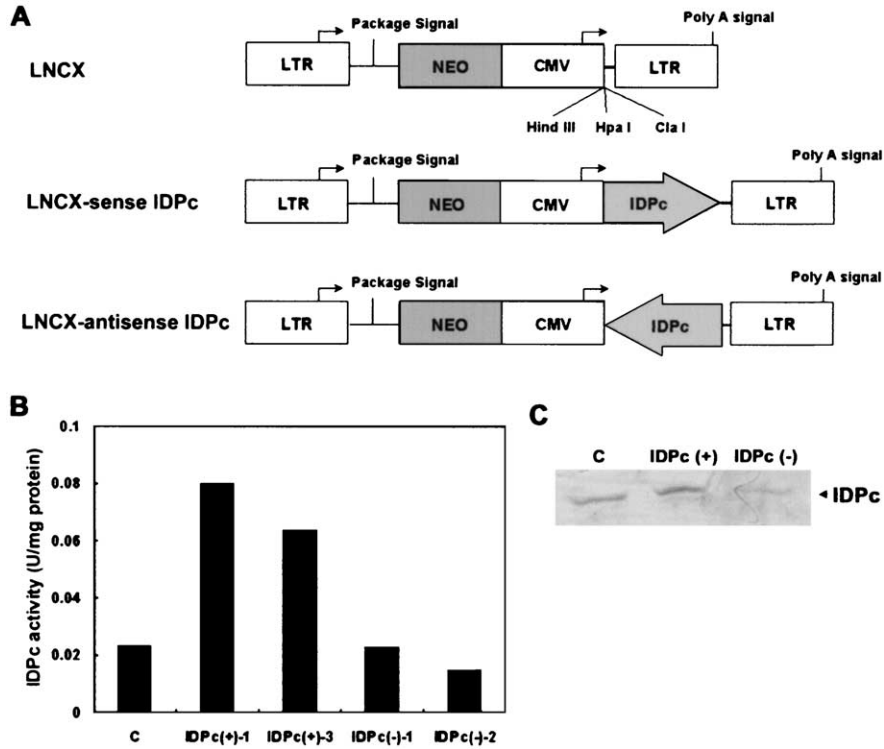 A
Package Signal
Poly A signal
LNCX
LTR
NEO
CMV
LTR
Hind III
Hpa I
Cla I
Package Signal
Poly A signal
LNCX-sense IDPc
LTR
NEO
CMV
IDPc
LTR
Package Signal
Poly A signal
LNCX-antisense IDPc
LTR
NEO
CMV
IDPc
LTR
B
IDPc activity (U/mg protein)
0.1
0.08
0.06
0.04
0.02
0
C
IDPc(+)-1
IDPc(+)-3
IDPc(-)-1
IDPc(-)-2
C
C
IDPc (+)
IDPc (-)
IDPc